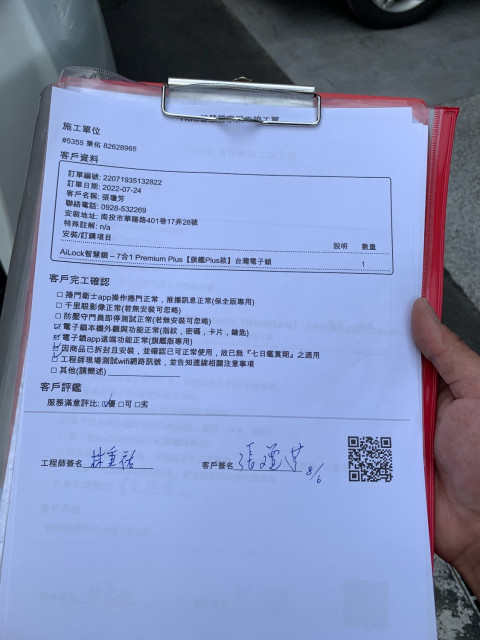 施工單位
#5355 秉佑 82628965
客戶資料
訂單編號: 22071935132822
訂單日期: 2022-07-24
客戶名稱: 張瓊芳
聯絡電話: 0928-532269
安裝地址: 南投市華陽路401巷17弄28號
特殊註解: n/a
安裝/訂購項目 說明 數量
AiLock智慧鎖 – 7合1 Premium Plus【旗艦Plus款】台灣電子鎖 1
客戶完工確認
□ 捲門衛士app操作捲門正常，推播訊息正常(保全版專用)
□ 千里眼影像正常(若無安裝可忽略)
□ 防壓守門員即停測試正常(若無安裝可忽略)
☑ 電子鎖本機外觀與功能正常(指紋，密碼，卡片，鑰匙)
☑ 電子鎖app遠端功能正常(旗艦版專用)
☑ 因商品已拆封且安裝，並確認已可正常使用，故已無『七日鑑賞期』之適用
☑ 工程師現場測試wifi網路訊號，並告知連線相關注意事項
□ 其他(請簡述)
客戶評鑑
服務滿意評比: ☑優 □可 □劣
工程師簽名 林秉祐 客戶簽名 張瓊芳 8/6